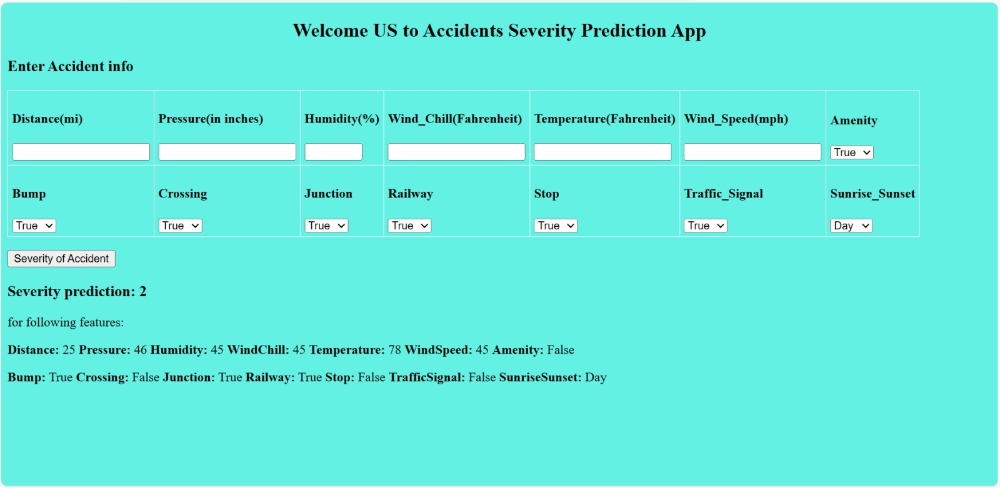 Welcome US to Accidents Severity Prediction App
Enter Accident info
Distance(mi) Pressure(in inches) Humidity(%) Wind_Chill(Fahrenheit) Temperature(Fahrenheit) Wind_Speed(mph) Amenity
True
Bump Crossing Junction Railway Stop Traffic_Signal Sunrise_Sunset
True True True True True True Day
Severity of Accident
Severity prediction: 2
for following features:
Distance: 25 Pressure: 46 Humidity: 45 WindChill: 45 Temperature: 78 WindSpeed: 45 Amenity: False
Bump: True Crossing: False Junction: True Railway: True Stop: False TrafficSignal: False SunriseSunset: Day